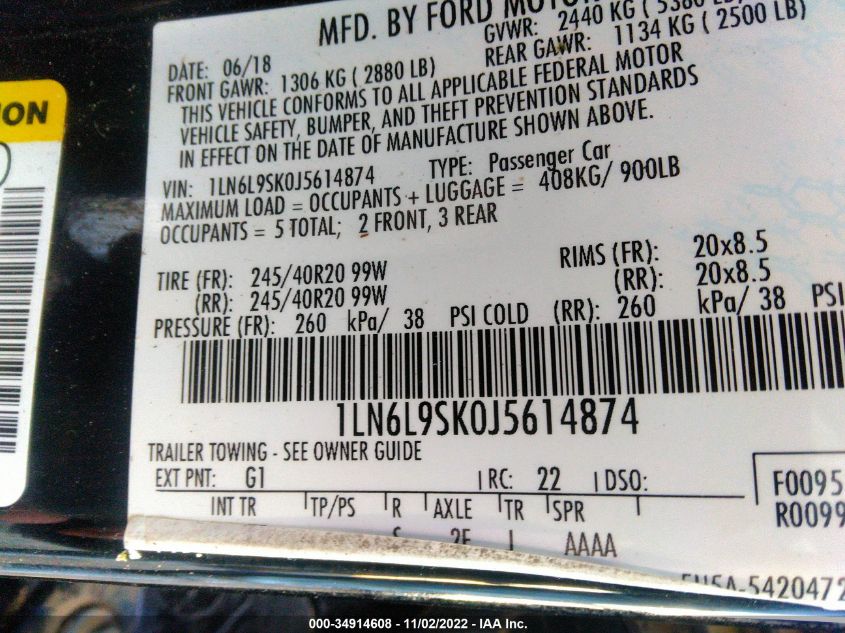 MFD. BY FORD MOTOR
DATE: 06/18 GVWR: 2440 KG ( 5380 LB)
FRONT GAWR: 1306 KG ( 2880 LB) REAR GAWR: 1134 KG ( 2500 LB)
THIS VEHICLE CONFORMS TO ALL APPLICABLE FEDERAL MOTOR
VEHICLE SAFETY, BUMPER, AND THEFT PREVENTION STANDARDS
IN EFFECT ON THE DATE OF MANUFACTURE SHOWN ABOVE.
VIN: 1LN6L9SK0J5614874 TYPE: Passenger Car
MAXIMUM LOAD = OCCUPANTS + LUGGAGE = 408KG/ 900LB
OCCUPANTS = 5 TOTAL; 2 FRONT, 3 REAR
TIRE (FR): 245/40R20 99W RIMS (FR): 20x8.5
(RR): 245/40R20 99W (RR): 20x8.5
PRESSURE (FR): 260 kPa/ 38 PSI COLD (RR): 260 kPa/ 38 PSI
1LN6L9SK0J5614874
TRAILER TOWING - SEE OWNER GUIDE
EXT PNT: G1 RC: 22 DSO:
F0095
R0099
INT TR TP/PS R AXLE TR SPR
AAAA
000-34914608 - 11/02/2022 - IAA Inc.